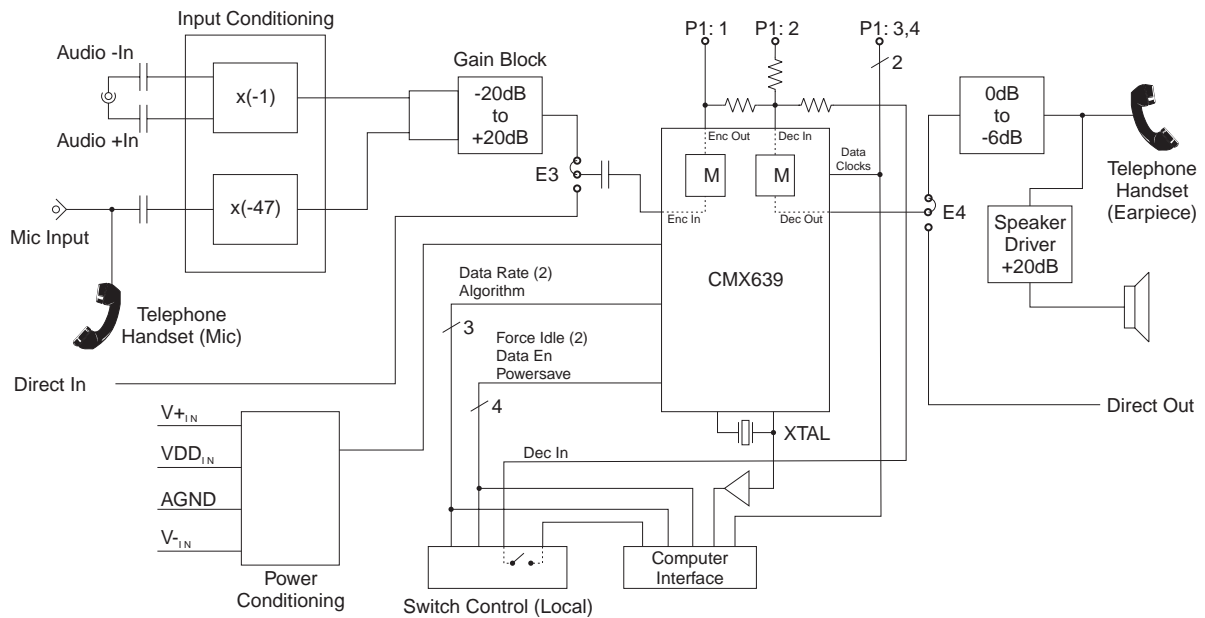 Input Conditioning
Audio -In
Audio +In
x(-1)
Gain Block
-20dB
to
+20dB
E3
Mic Input
x(-47)
Telephone
Handset (Mic)
Direct In
P1: 1
P1: 2
P1: 3,4
2
Enc Out
Dec In
Data
Clocks
M
M
Enc In
Dec Out
CMX639
0dB
to
-6dB
Telephone
Handset
(Earpiece)
E4
Speaker
Driver
+20dB
Direct Out
Data Rate (2)
Algorithm
3
Force Idle (2)
Data En
Powersave
4
XTAL
Dec In
V+IN
VDDIN
AGND
V-IN
Power
Conditioning
Switch Control (Local)
Computer
Interface